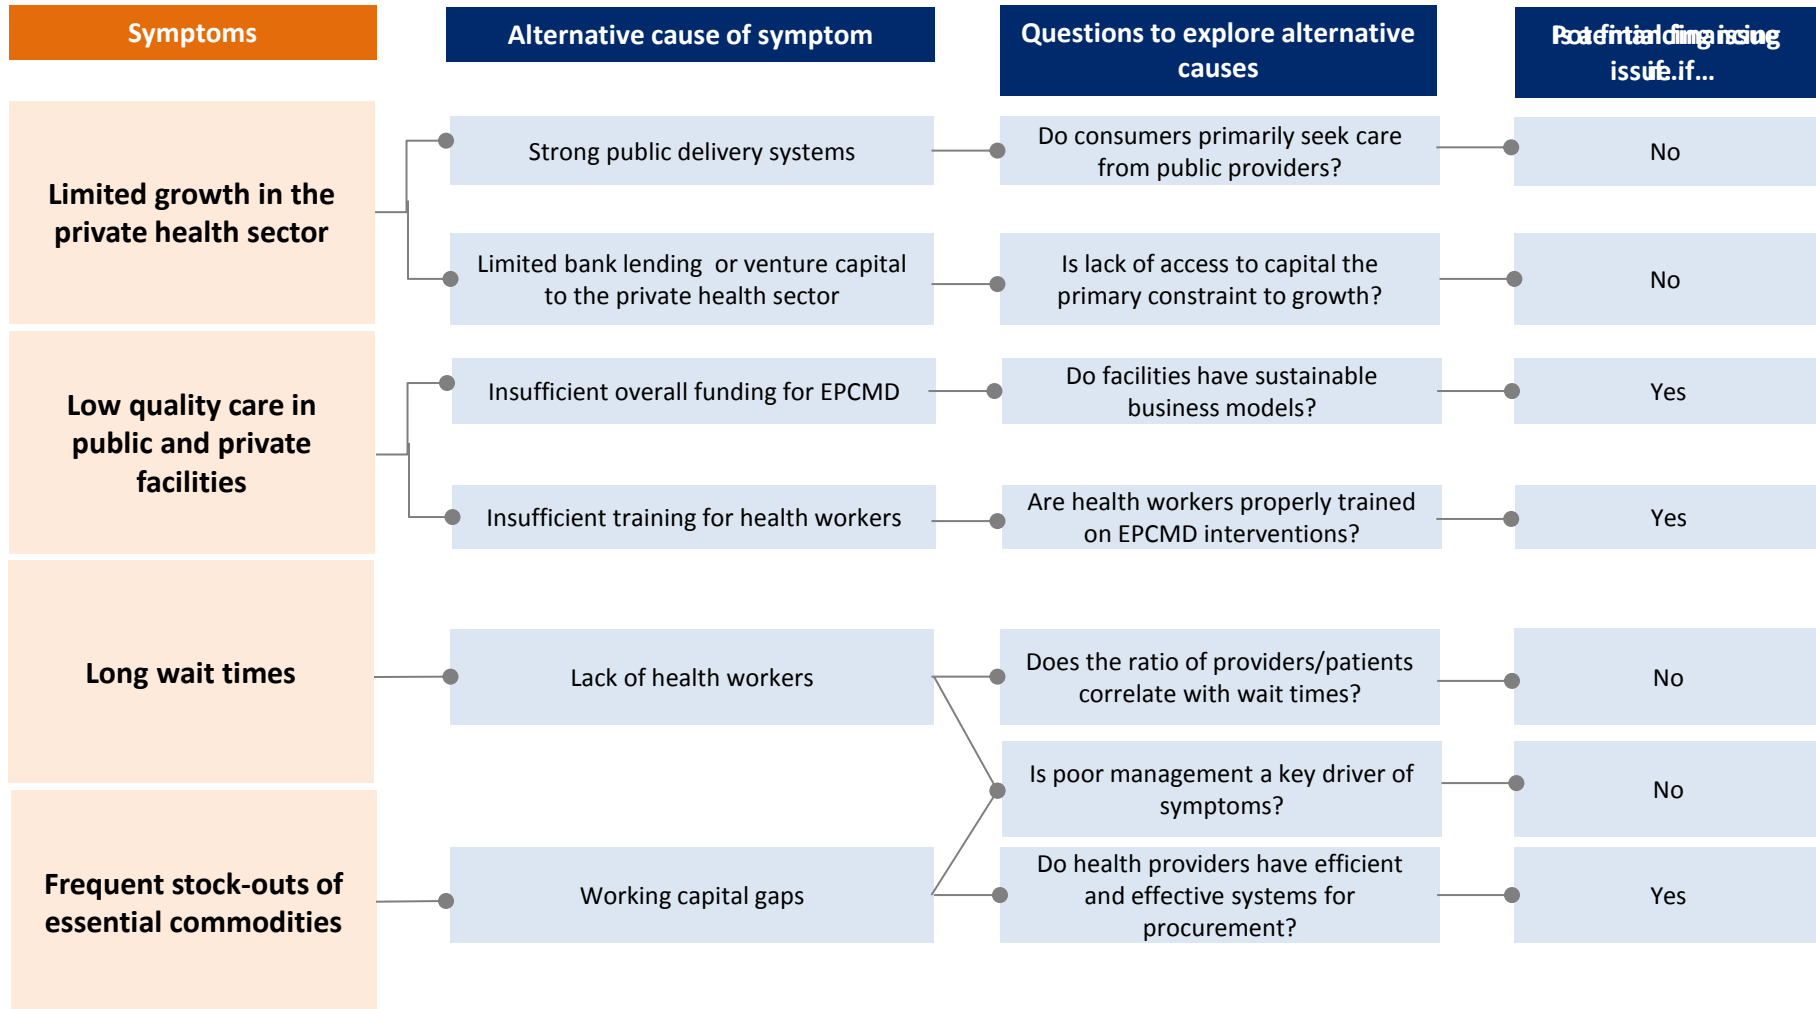 Symptoms
Alternative cause of symptom
Questions to explore alternative
causes
Potential financing
issue if...
Limited growth in the
private health sector
Strong public delivery systems
Do consumers primarily seek care
from public providers?
No
Limited bank lending or venture capital
to the private health sector
Is lack of access to capital the
primary constraint to growth?
No
Low quality care in
public and private
facilities
Insufficient overall funding for EPCMD
Do facilities have sustainable
business models?
Yes
Insufficient training for health workers
Are health workers properly trained
on EPCMD interventions?
Yes
Long wait times
Lack of health workers
Does the ratio of providers/patients
correlate with wait times?
No
Is poor management a key driver of
symptoms?
No
Frequent stock-outs of
essential commodities
Working capital gaps
Do health providers have efficient
and effective systems for
procurement?
Yes